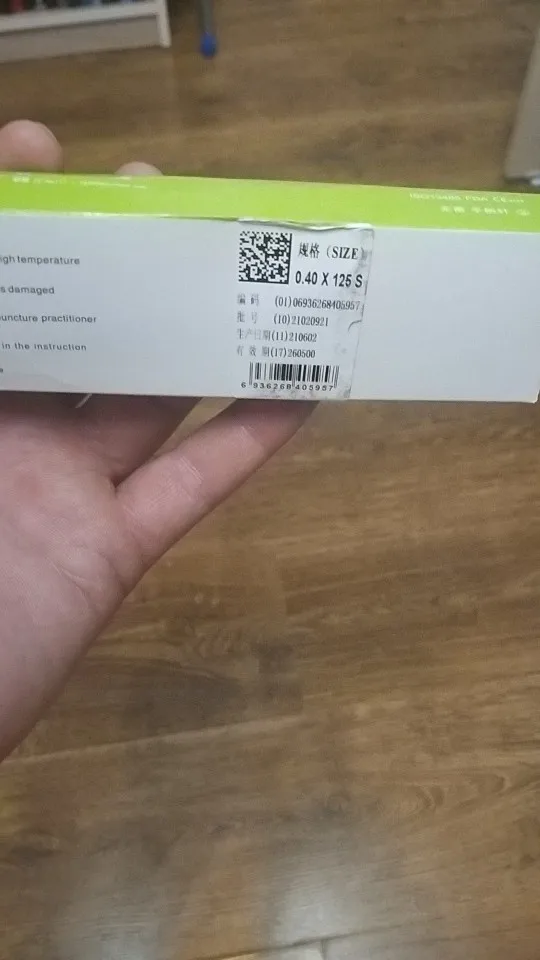 igh temperature
s damaged
uncture practitioner
in the instruction
规格(SIZE)
0.40 X 125 S
编 码 (01)06936268405957
批 号 (10)21020921
生产日期(11)210602
有 效 期(17)260500
6 936268 405957